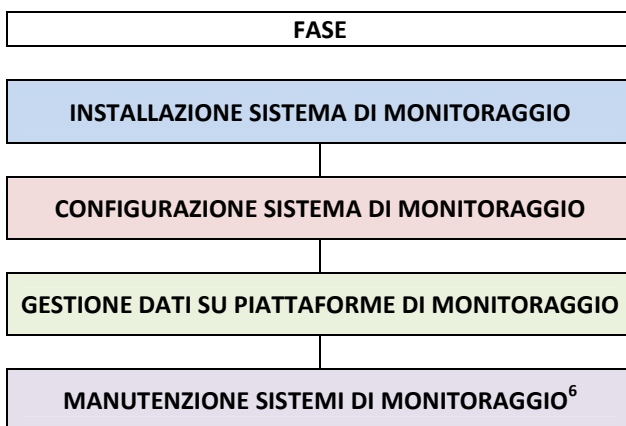 FASE
INSTALLAZIONE SISTEMA DI MONITORAGGIO
CONFIGURAZIONE SISTEMA DI MONITORAGGIO
GESTIONE DATI SU PIATTAFORME DI MONITORAGGIO
MANUTENZIONE SISTEMI DI MONITORAGGIO⁶